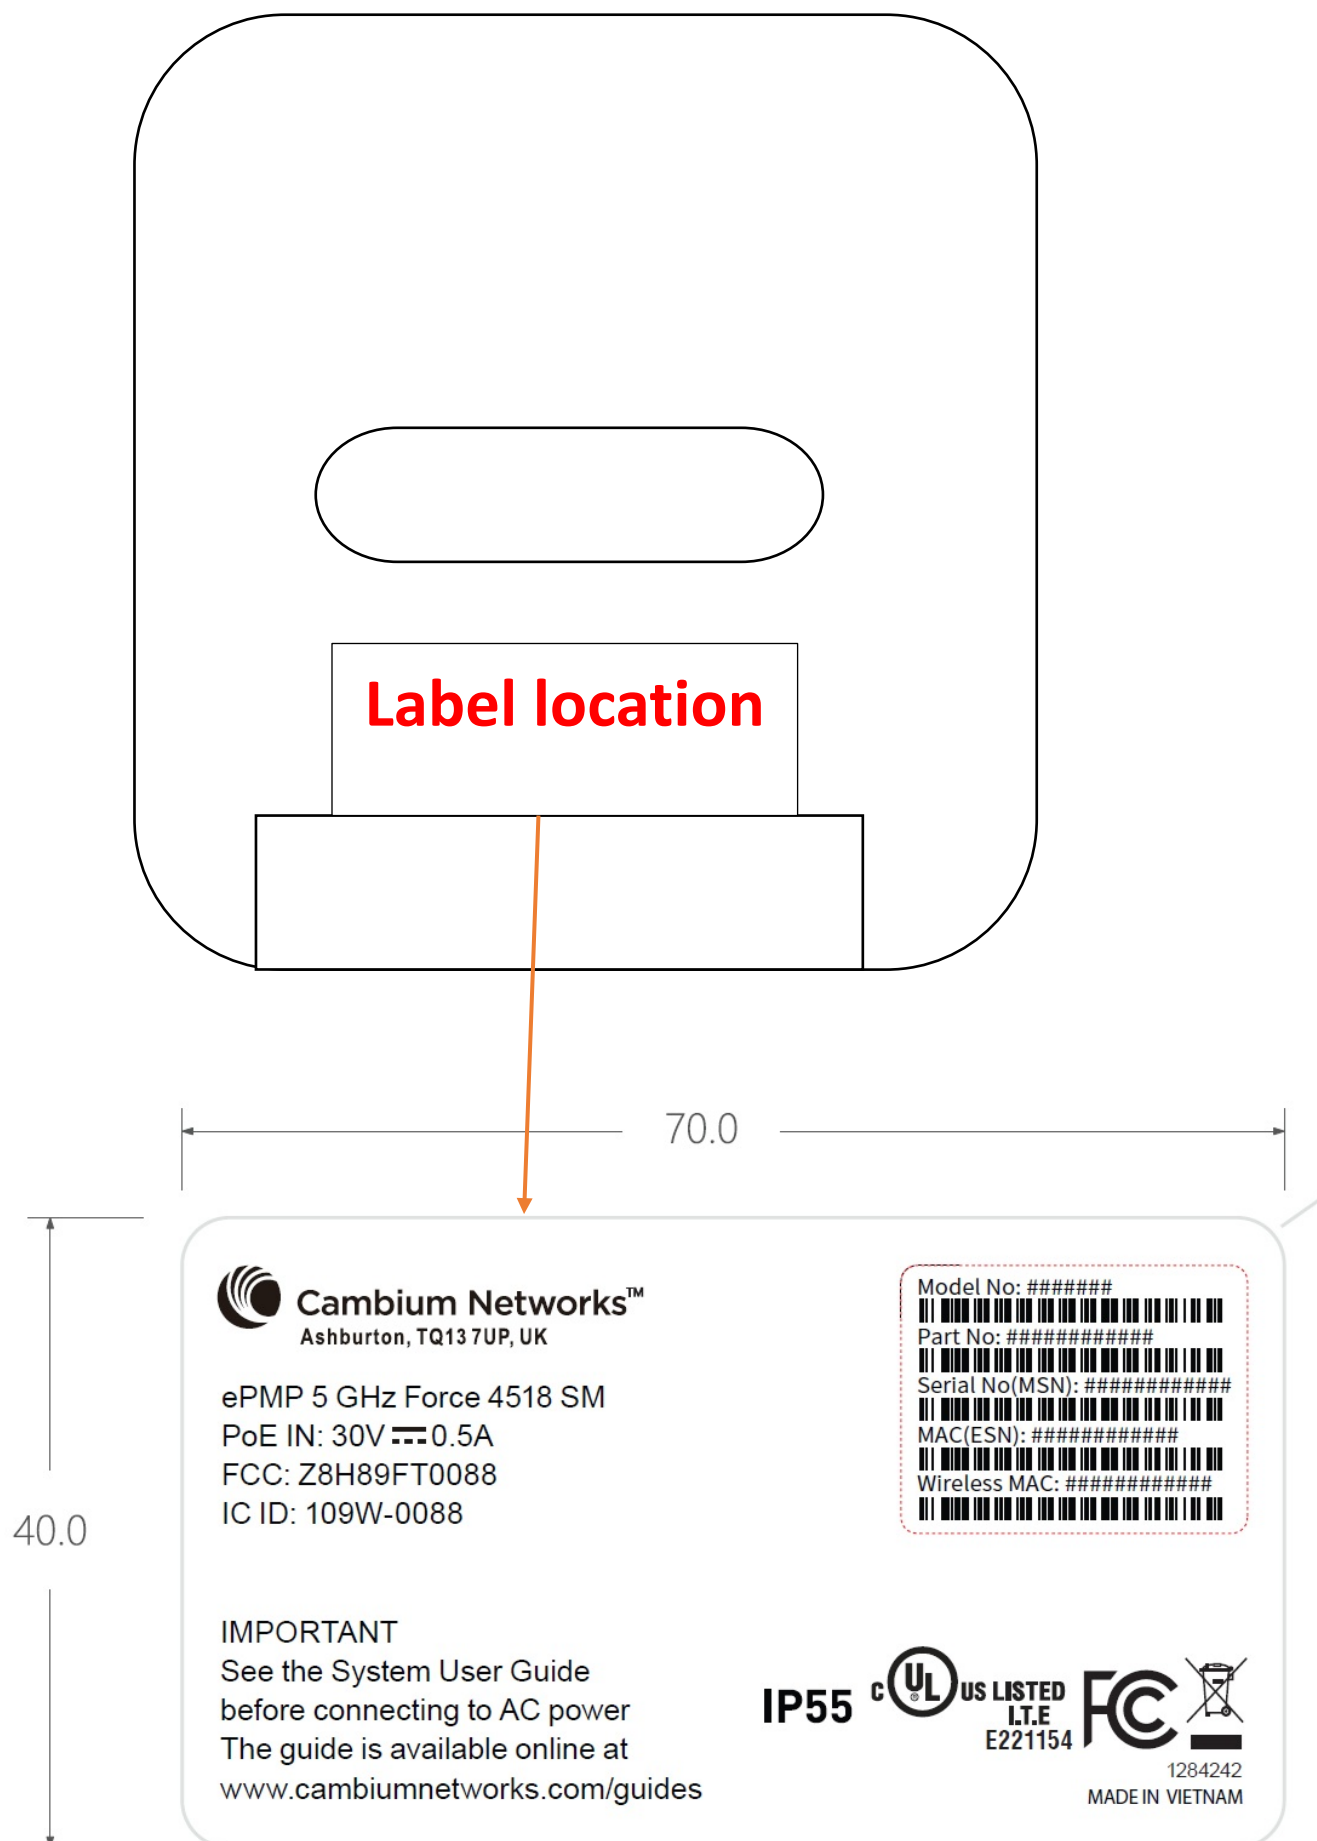 Label location
70.0
40.0
Cambium Networks™
Ashburton, TQ13 7UP, UK
ePMP 5 GHz Force 4518 SM
PoE IN: 30V ⎓ 0.5A
FCC: Z8H89FT0088
IC ID: 109W-0088
Model No: #######
Part No: ############
Serial No(MSN): ############
MAC(ESN): ############
Wireless MAC: ############
IMPORTANT
See the System User Guide
before connecting to AC power
The guide is available online at
www.cambiumnetworks.com/guides
IP55
C UL ® US LISTED
I.T.E
E221154
FC
1284242
MADE IN VIETNAM